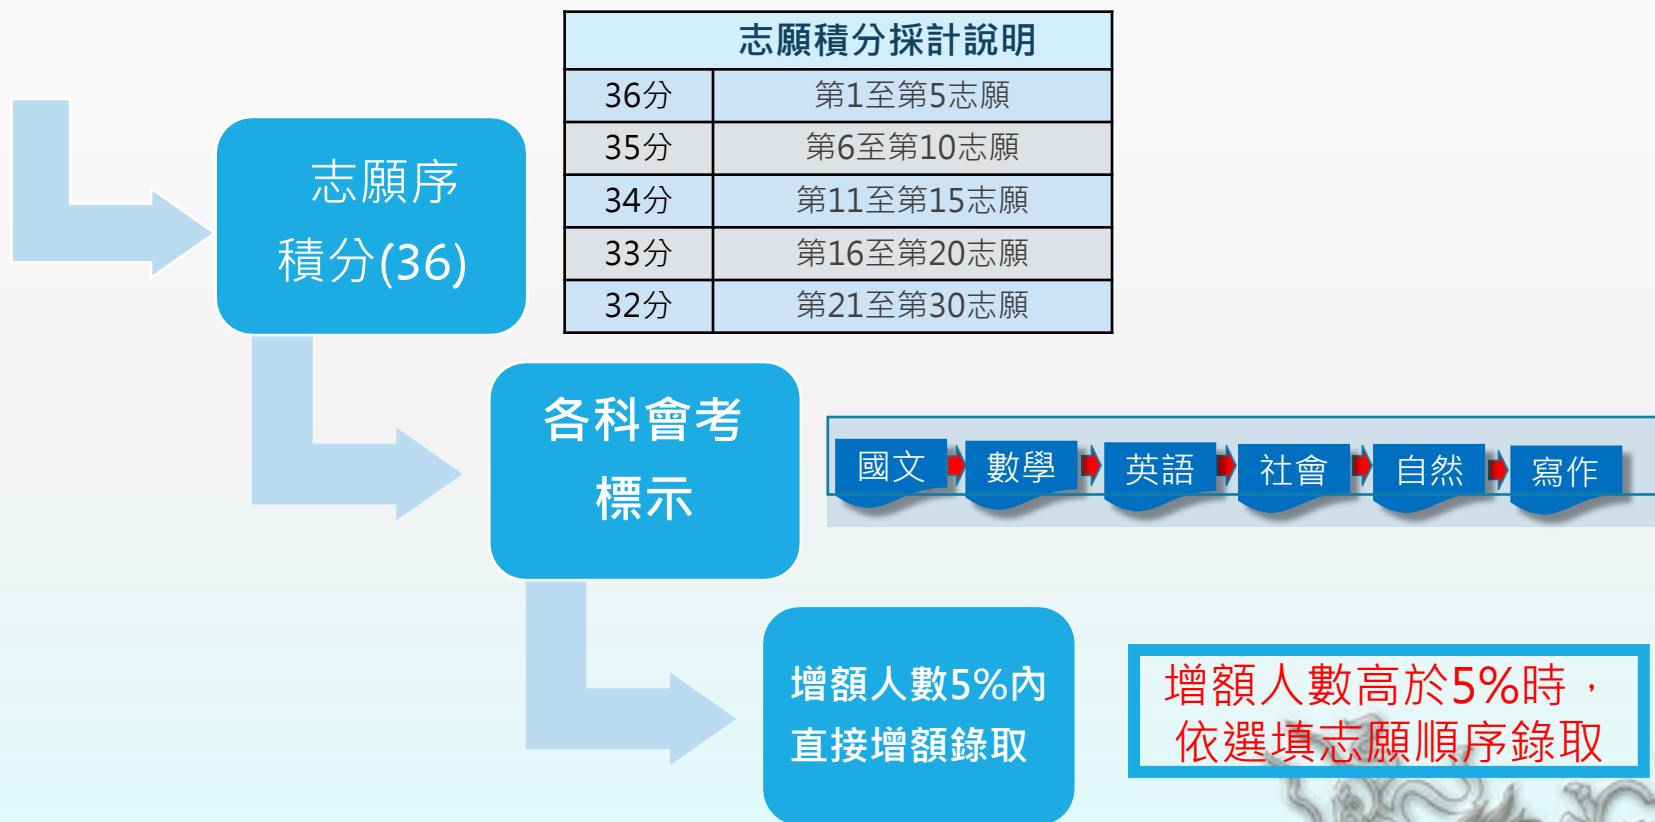 志願積分採計說明
36分 第1至第5志願
35分 第6至第10志願
34分 第11至第15志願
33分 第16至第20志願
32分 第21至第30志願
志願序
積分(36)
各科會考
標示
國文 數學 英語 社會 自然 寫作
增額人數5%內
直接增額錄取
增額人數高於5%時，
依選填志願順序錄取